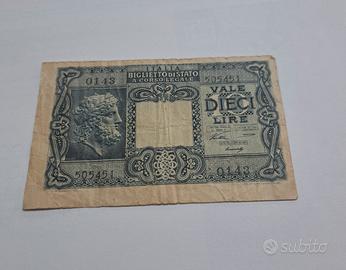 ITALIA
BIGLIETTO DI STATO
A CORSO LEGALE
0143
505451
VALE
DIECI
LIRE
505451
0143
subito